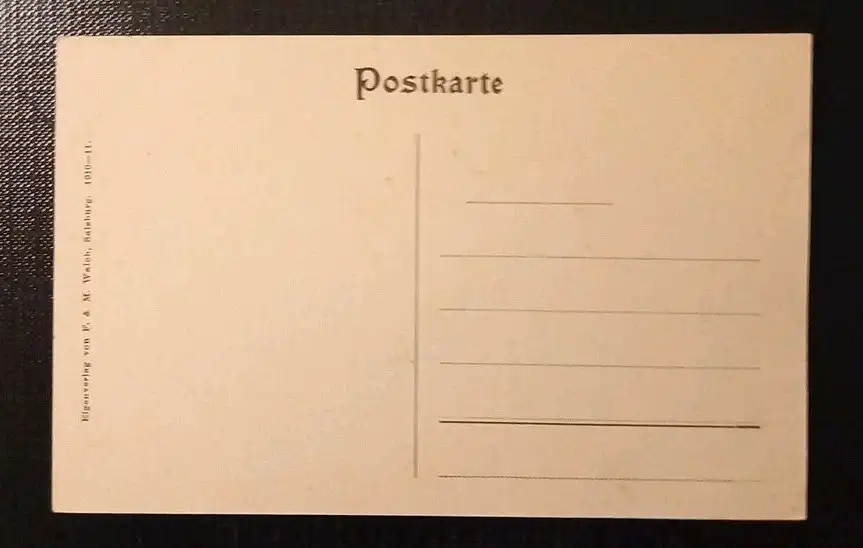 Postkarte
Eigenverlag von F. & M. Walch, Salzburg. 1910—11.